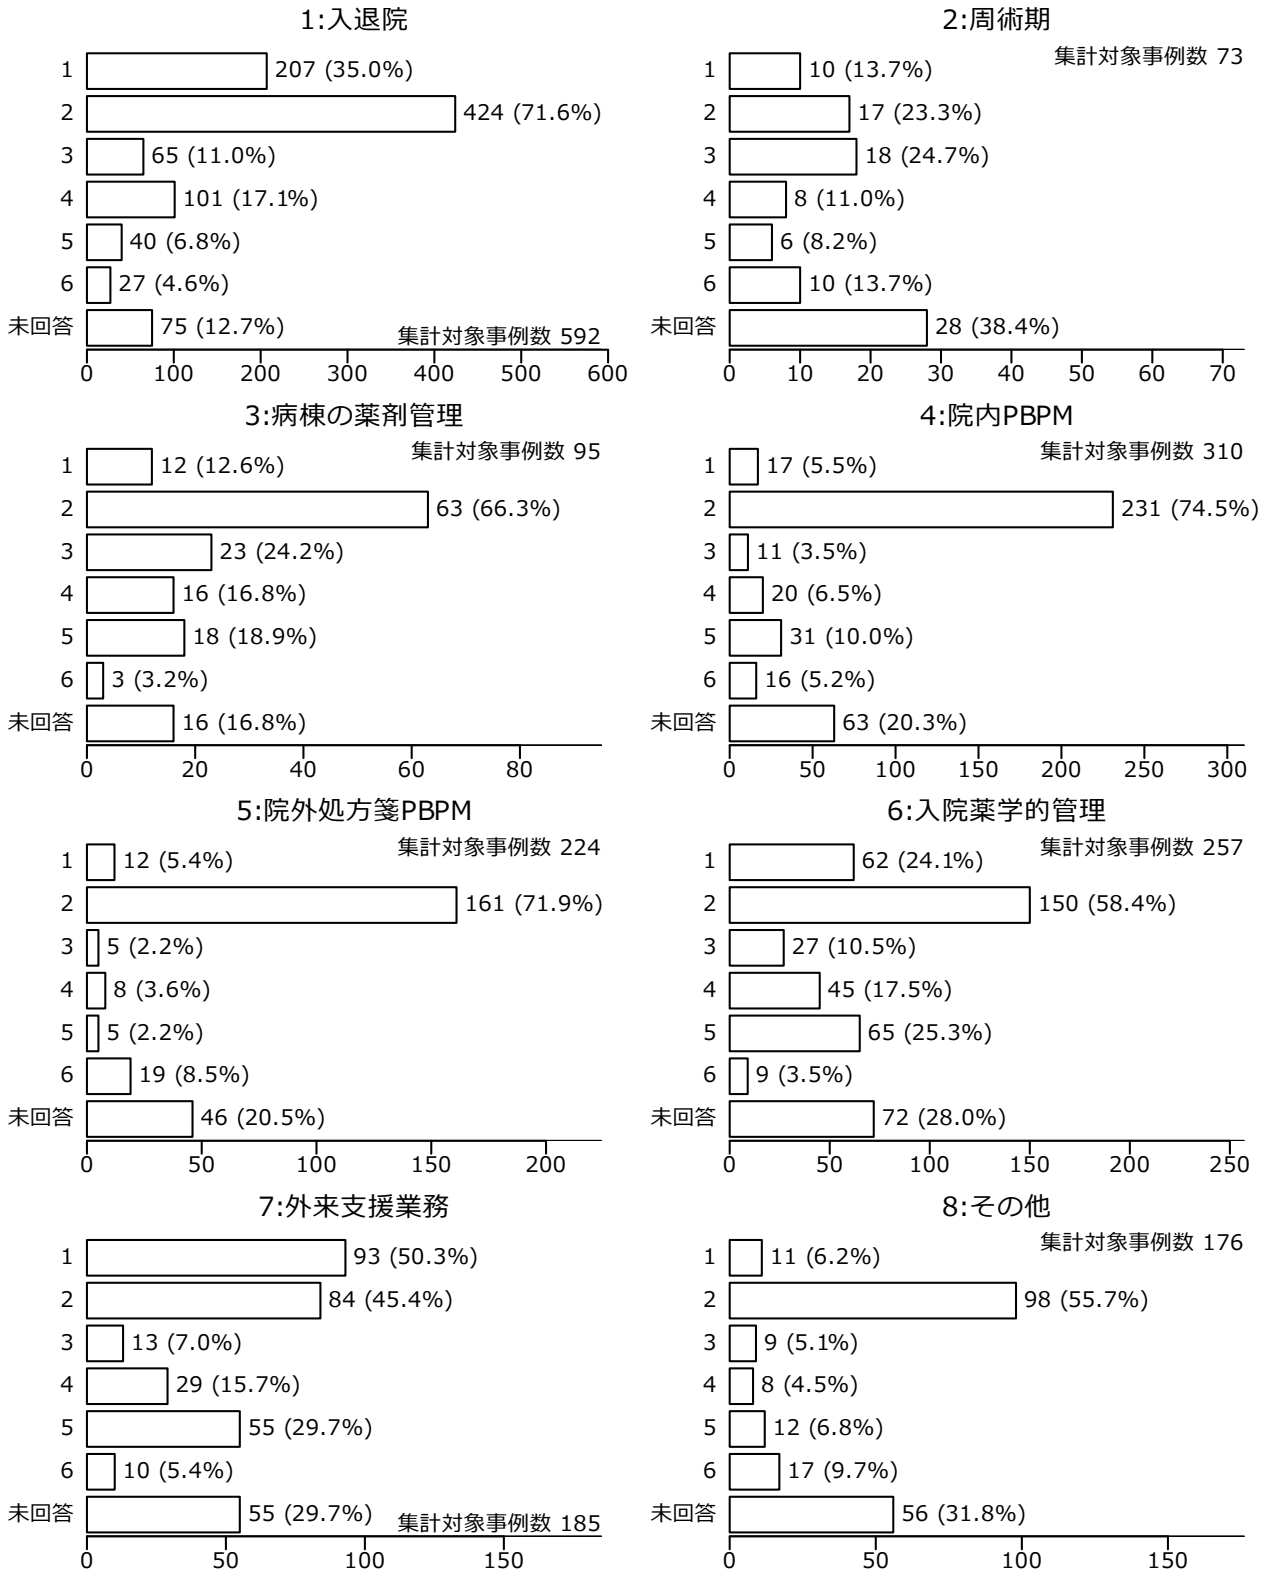 1:入退院
1 207 (35.0%)
2 424 (71.6%)
3 65 (11.0%)
4 101 (17.1%)
5 40 (6.8%)
6 27 (4.6%)
未回答 75 (12.7%)
集計対象事例数 592
0 100 200 300 400 500 600
2:周術期
集計対象事例数 73
1 10 (13.7%)
2 17 (23.3%)
3 18 (24.7%)
4 8 (11.0%)
5 6 (8.2%)
6 10 (13.7%)
未回答 28 (38.4%)
0 10 20 30 40 50 60 70
3:病棟の薬剤管理
集計対象事例数 95
1 12 (12.6%)
2 63 (66.3%)
3 23 (24.2%)
4 16 (16.8%)
5 18 (18.9%)
6 3 (3.2%)
未回答 16 (16.8%)
0 20 40 60 80
4:院内PBPM
集計対象事例数 310
1 17 (5.5%)
2 231 (74.5%)
3 11 (3.5%)
4 20 (6.5%)
5 31 (10.0%)
6 16 (5.2%)
未回答 63 (20.3%)
0 50 100 150 200 250 300
5:院外処方箋PBPM
集計対象事例数 224
1 12 (5.4%)
2 161 (71.9%)
3 5 (2.2%)
4 8 (3.6%)
5 5 (2.2%)
6 19 (8.5%)
未回答 46 (20.5%)
0 50 100 150 200
6:入院薬学的管理
集計対象事例数 257
1 62 (24.1%)
2 150 (58.4%)
3 27 (10.5%)
4 45 (17.5%)
5 65 (25.3%)
6 9 (3.5%)
未回答 72 (28.0%)
0 50 100 150 200 250
7:外来支援業務
1 93 (50.3%)
2 84 (45.4%)
3 13 (7.0%)
4 29 (15.7%)
5 55 (29.7%)
6 10 (5.4%)
未回答 55 (29.7%)
集計対象事例数 185
0 50 100 150
8:その他
集計対象事例数 176
1 11 (6.2%)
2 98 (55.7%)
3 9 (5.1%)
4 8 (4.5%)
5 12 (6.8%)
6 17 (9.7%)
未回答 56 (31.8%)
0 50 100 150